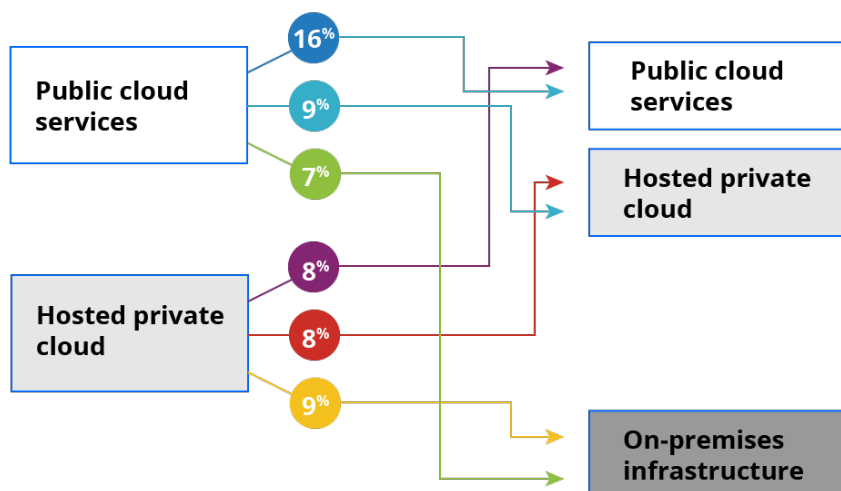 16%
Public cloud
services
9%
7%
Hosted private
cloud
8%
8%
9%
Public cloud
services
Hosted private
cloud
On-premises
infrastructure